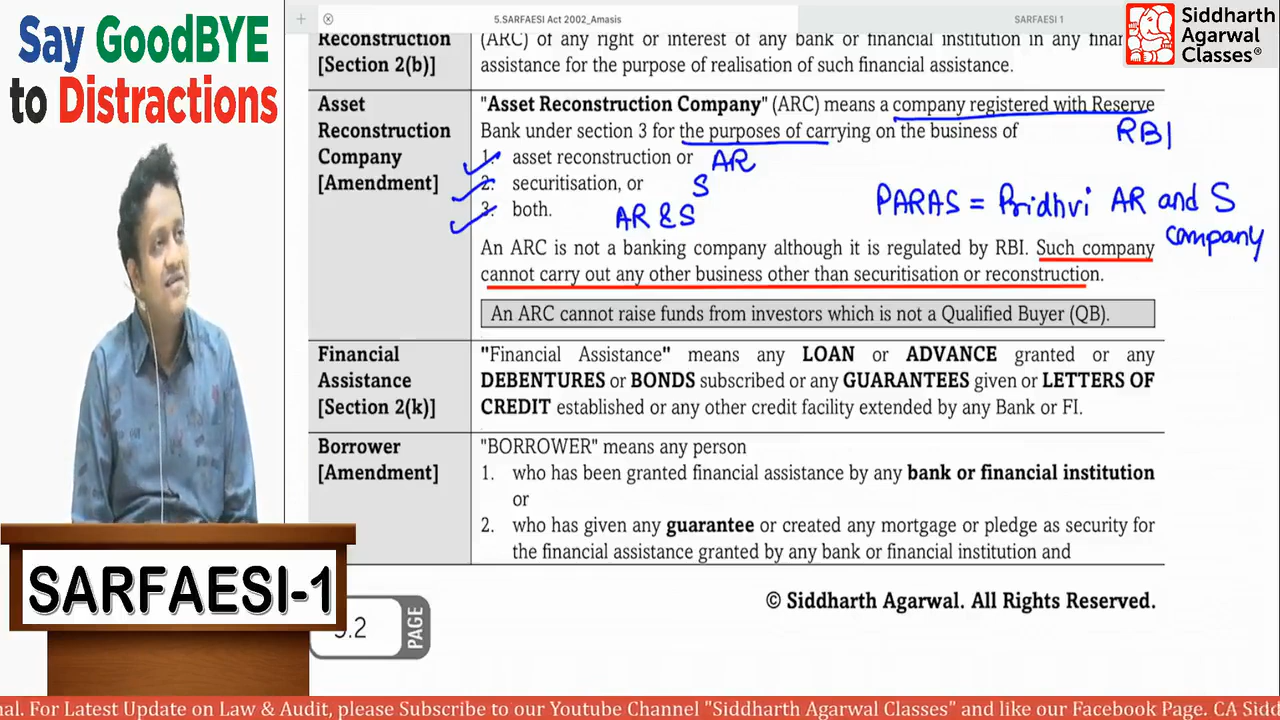 Say GoodBYE
to Distractions
5.SARFAESI Act 2002_Amasis
SARFAESI 1
Siddharth
Agarwal
Classes®
Reconstruction
[Section 2(b)]
(ARC) of any right or interest of any bank or financial institution in any finan
assistance for the purpose of realisation of such financial assistance.
Asset
Reconstruction
Company
[Amendment]
"Asset Reconstruction Company" (ARC) means a company registered with Reserve
Bank under section 3 for the purposes of carrying on the business of
RBI
1. asset reconstruction or AR
2. securitisation, or S
3. both. AR & S
PARAS = Pridhvi AR and S
company
An ARC is not a banking company although it is regulated by RBI. Such company
cannot carry out any other business other than securitisation or reconstruction.
An ARC cannot raise funds from investors which is not a Qualified Buyer (QB).
Financial
Assistance
[Section 2(k)]
"Financial Assistance" means any LOAN or ADVANCE granted or any
DEBENTURES or BONDS subscribed or any GUARANTEES given or LETTERS OF
CREDIT established or any other credit facility extended by any Bank or FI.
Borrower
[Amendment]
"BORROWER" means any person
1. who has been granted financial assistance by any bank or financial institution
or
2. who has given any guarantee or created any mortgage or pledge as security for
the financial assistance granted by any bank or financial institution and
© Siddharth Agarwal. All Rights Reserved.
SARFAESI-1
5.2
PAGE
nal. For Latest Update on Law & Audit, please Subscribe to our Youtube Channel "Siddharth Agarwal Classes" and like our Facebook Page. CA Sidd